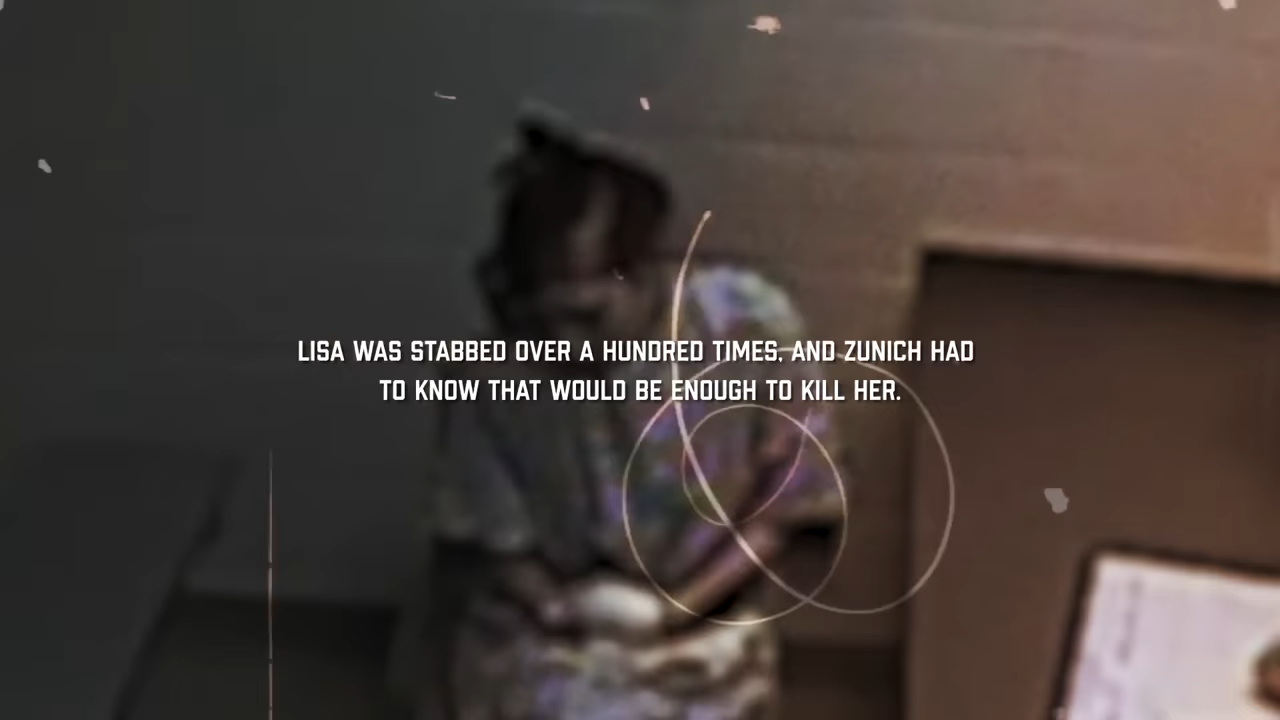 LISA WAS STABBED OVER A HUNDRED TIMES, AND ZUNICH HAD
TO KNOW THAT WOULD BE ENOUGH TO KILL HER.